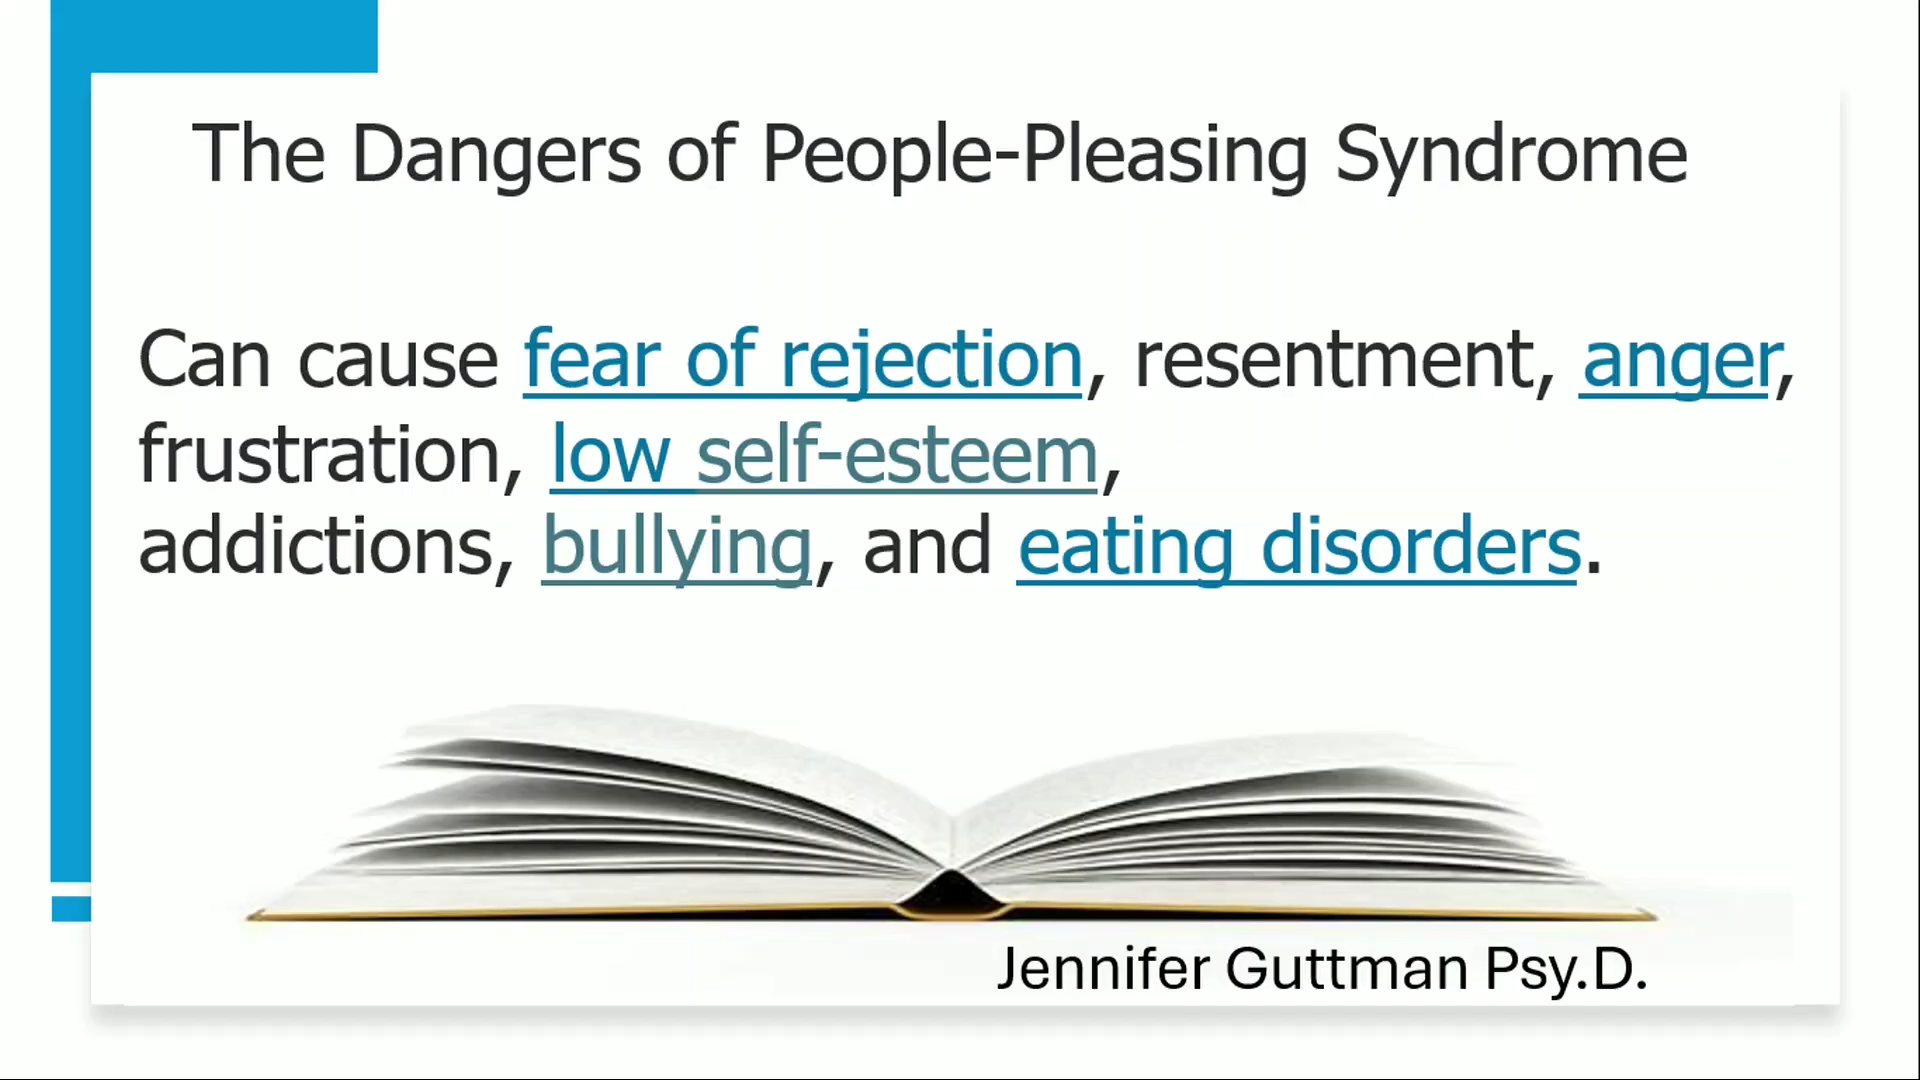 The Dangers of People-Pleasing Syndrome
Can cause fear of rejection, resentment, anger,
frustration, low self-esteem,
addictions, bullying, and eating disorders.
Jennifer Guttman Psy.D.